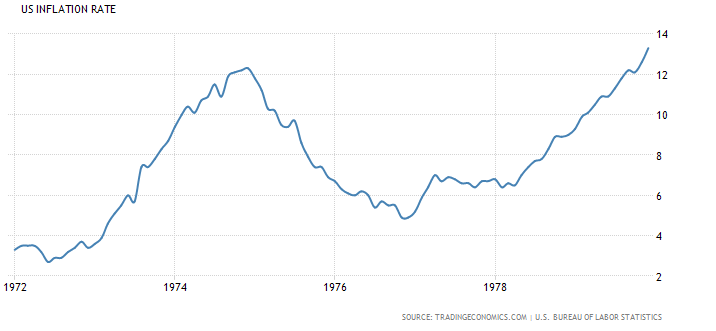 US INFLATION RATE
14
12
10
8
6
4
2
1972 1974 1976 1978
SOURCE: TRADINGECONOMICS.COM | U.S. BUREAU OF LABOR STATISTICS